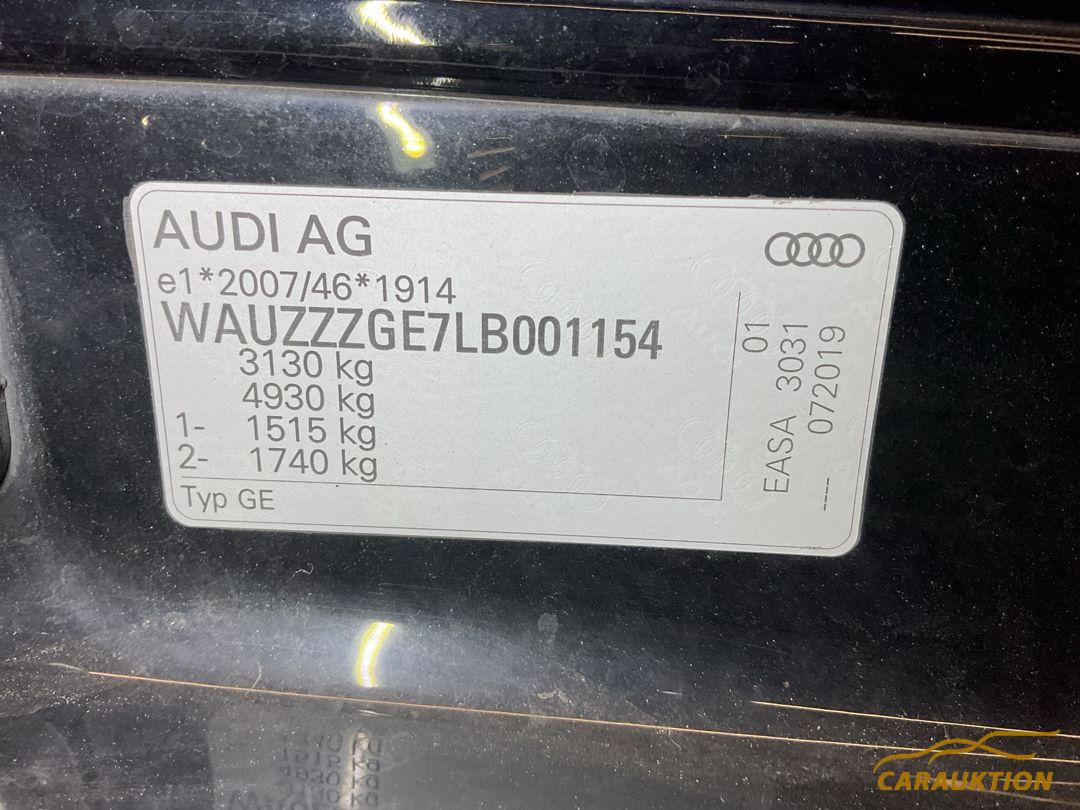 AUDI AG
e1*2007/46*1914
WAUZZZGE7LB001154
3130 kg
4930 kg
1- 1515 kg
2- 1740 kg
Typ GE
01
EASA 3031
072019
----
CARAUKTION